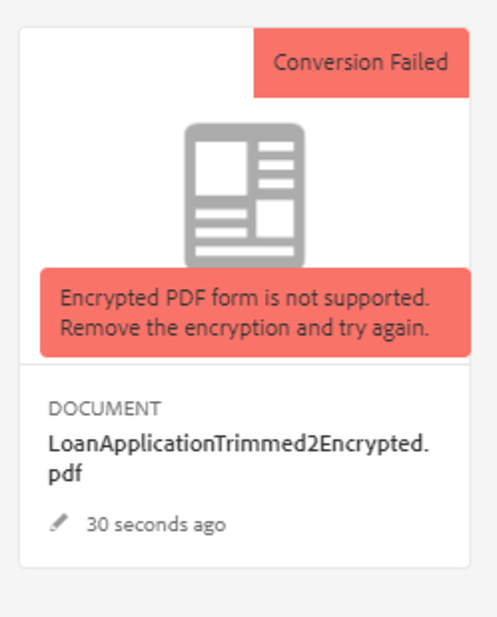 Conversion Failed
Encrypted PDF form is not supported.
Remove the encryption and try again.
DOCUMENT
LoanApplicationTrimmed2Encrypted.
pdf
30 seconds ago